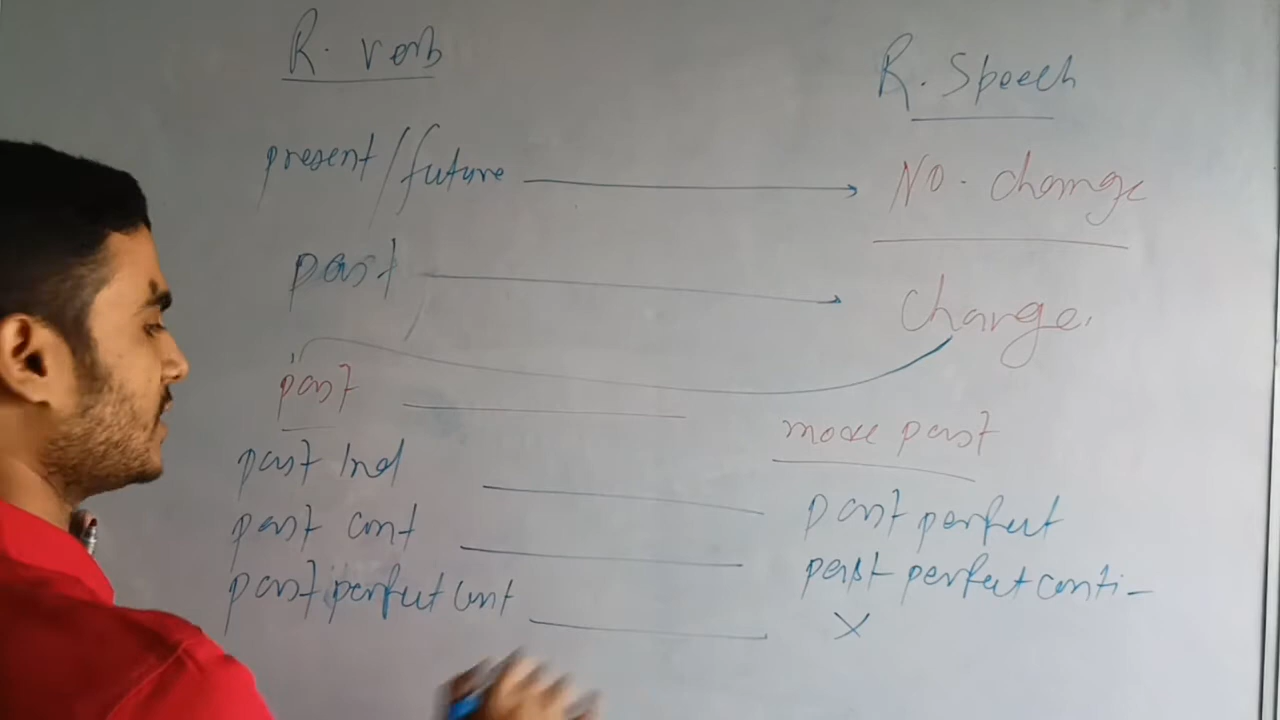 R. verb
R. Speech
present/future
No. change
past
change.
past
more past
past Ind
past perfect
past cont
past perfect conti-
past perfect cont
X